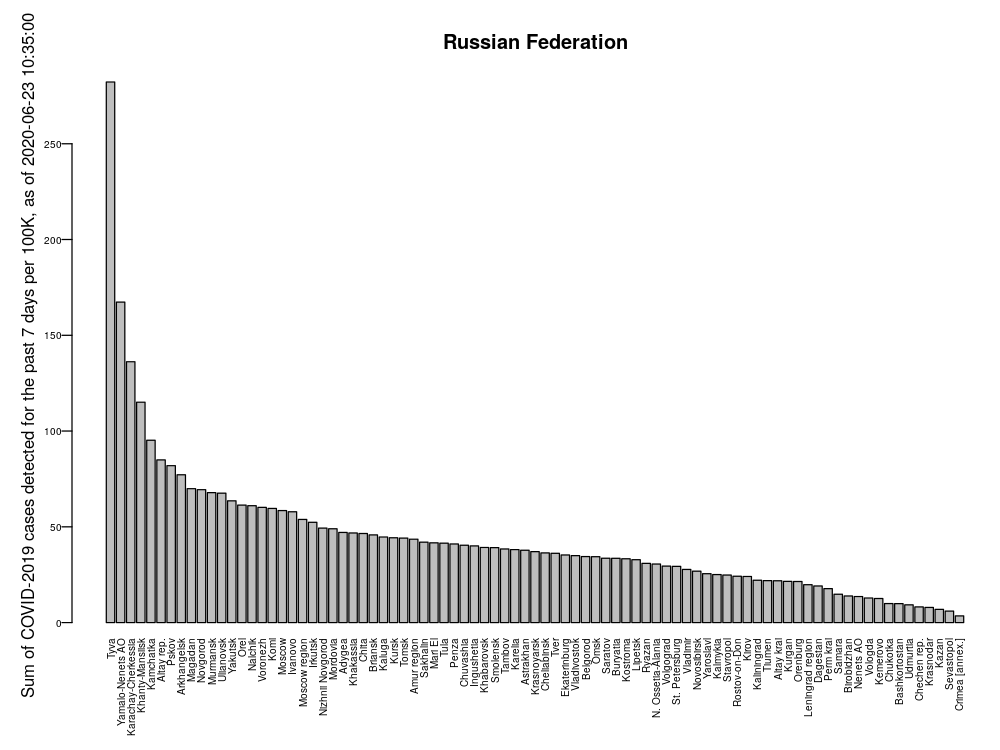 Russian Federation
Sum of COVID-2019 cases detected for the past 7 days per 100K, as of 2020-06-23 10:35:00
250
200
150
100
50
0
Tyva
Yamalo-Nenets AO
Karachay-Cherkessia
Khanty-Mansiisk
Kamchatka
Altay rep.
Pskov
Arkhangelsk
Magadan
Novgorod
Murmansk
Ulianovsk
Yakutsk
Orel
Nalchik
Voronezh
Komi
Moscow
Ivanovo
Moscow region
Irkutsk
Nizhnii Novgorod
Mordovia
Adygea
Khakassia
Chita
Briansk
Kaluga
Kursk
Tomsk
Amur region
Sakhalin
Mari El
Tula
Penza
Chuvashia
Ingushetia
Khabarovsk
Smolensk
Tambov
Karelia
Astrakhan
Krasnoyarsk
Cheliabinsk
Tver
Ekaterinburg
Vladivostok
Belgorod
Omsk
Saratov
Buryatia
Kostroma
Lipetsk
Ryazan
N. Ossetia-Alania
Volgograd
St. Petersburg
Vladimir
Novosibirsk
Yaroslavl
Kalmykia
Stavropol
Rostov-on-Don
Kirov
Kaliningrad
Tiumen
Altay krai
Kurgan
Orenburg
Leningrad region
Dagestan
Perm krai
Samara
Birobidzhan
Nenets AO
Vologda
Kemerovo
Chukotka
Bashkortostan
Udmurtia
Chechen rep.
Krasnodar
Kazan
Sevastopol
Crimea [annex.]